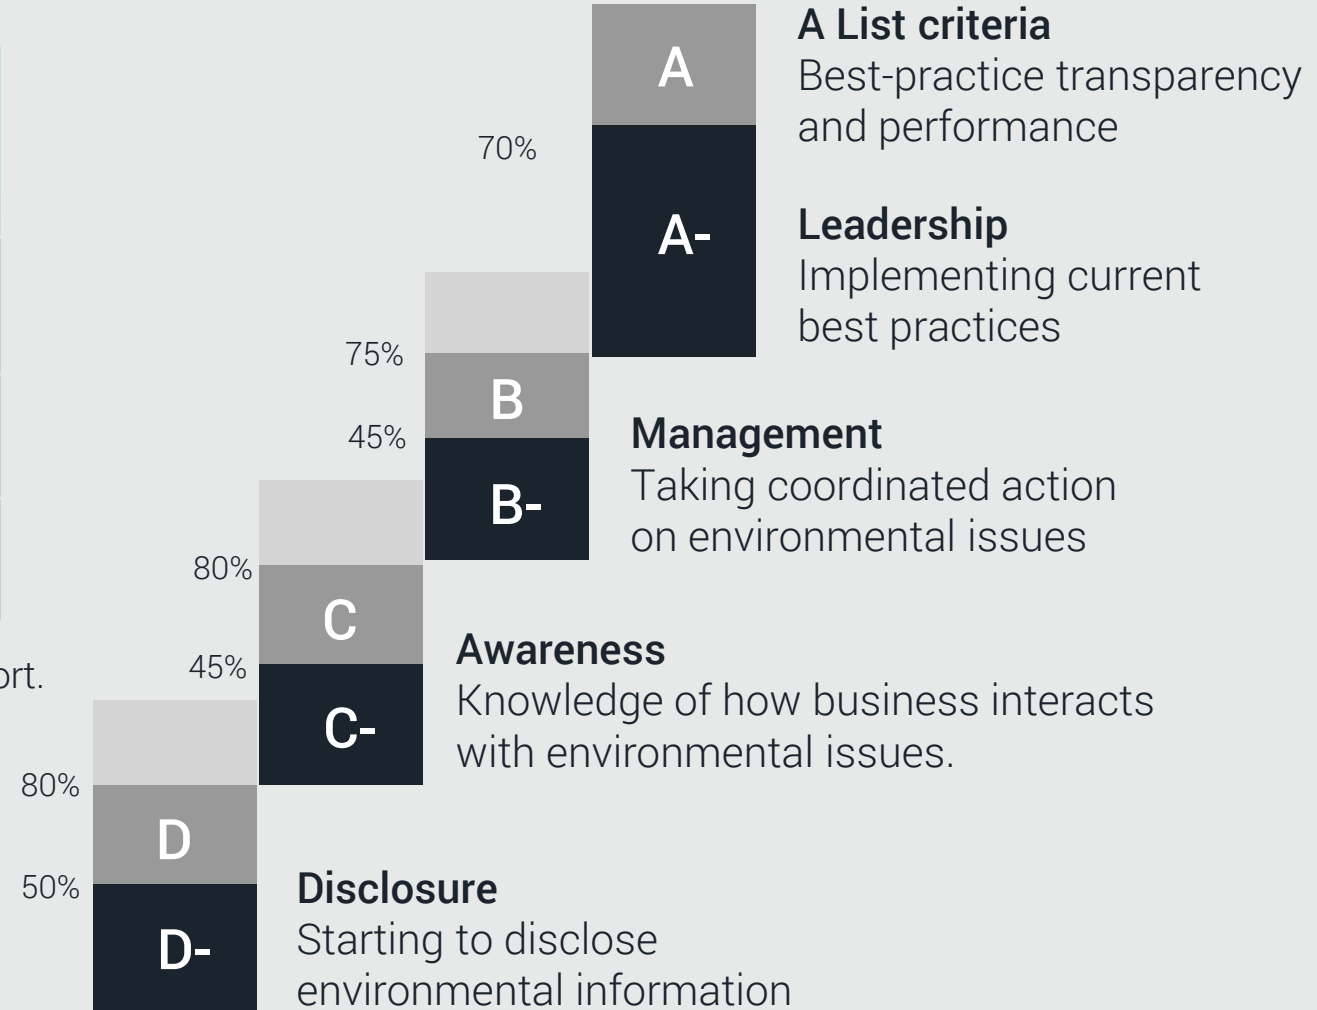 A
A List criteria
Best-practice transparency
and performance
70%
A-
Leadership
Implementing current
best practices
75%
B
45%
B-
Management
Taking coordinated action
on environmental issues
80%
C
45%
C-
Awareness
Knowledge of how business interacts
with environmental issues.
ort.
80%
D
50%
D-
Disclosure
Starting to disclose
environmental information